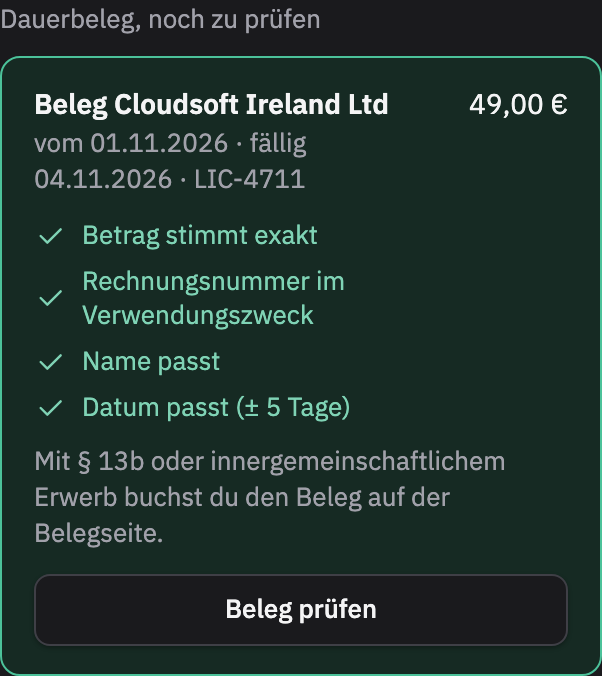 Dauerbeleg, noch zu prüfen
Beleg Cloudsoft Ireland Ltd 49,00 €
vom 01.11.2026 · fällig
04.11.2026 · LIC-4711
Betrag stimmt exakt
Rechnungsnummer im
Verwendungszweck
Name passt
Datum passt (± 5 Tage)
Mit § 13b oder innergemeinschaftlichem
Erwerb buchst du den Beleg auf der
Belegseite.
Beleg prüfen